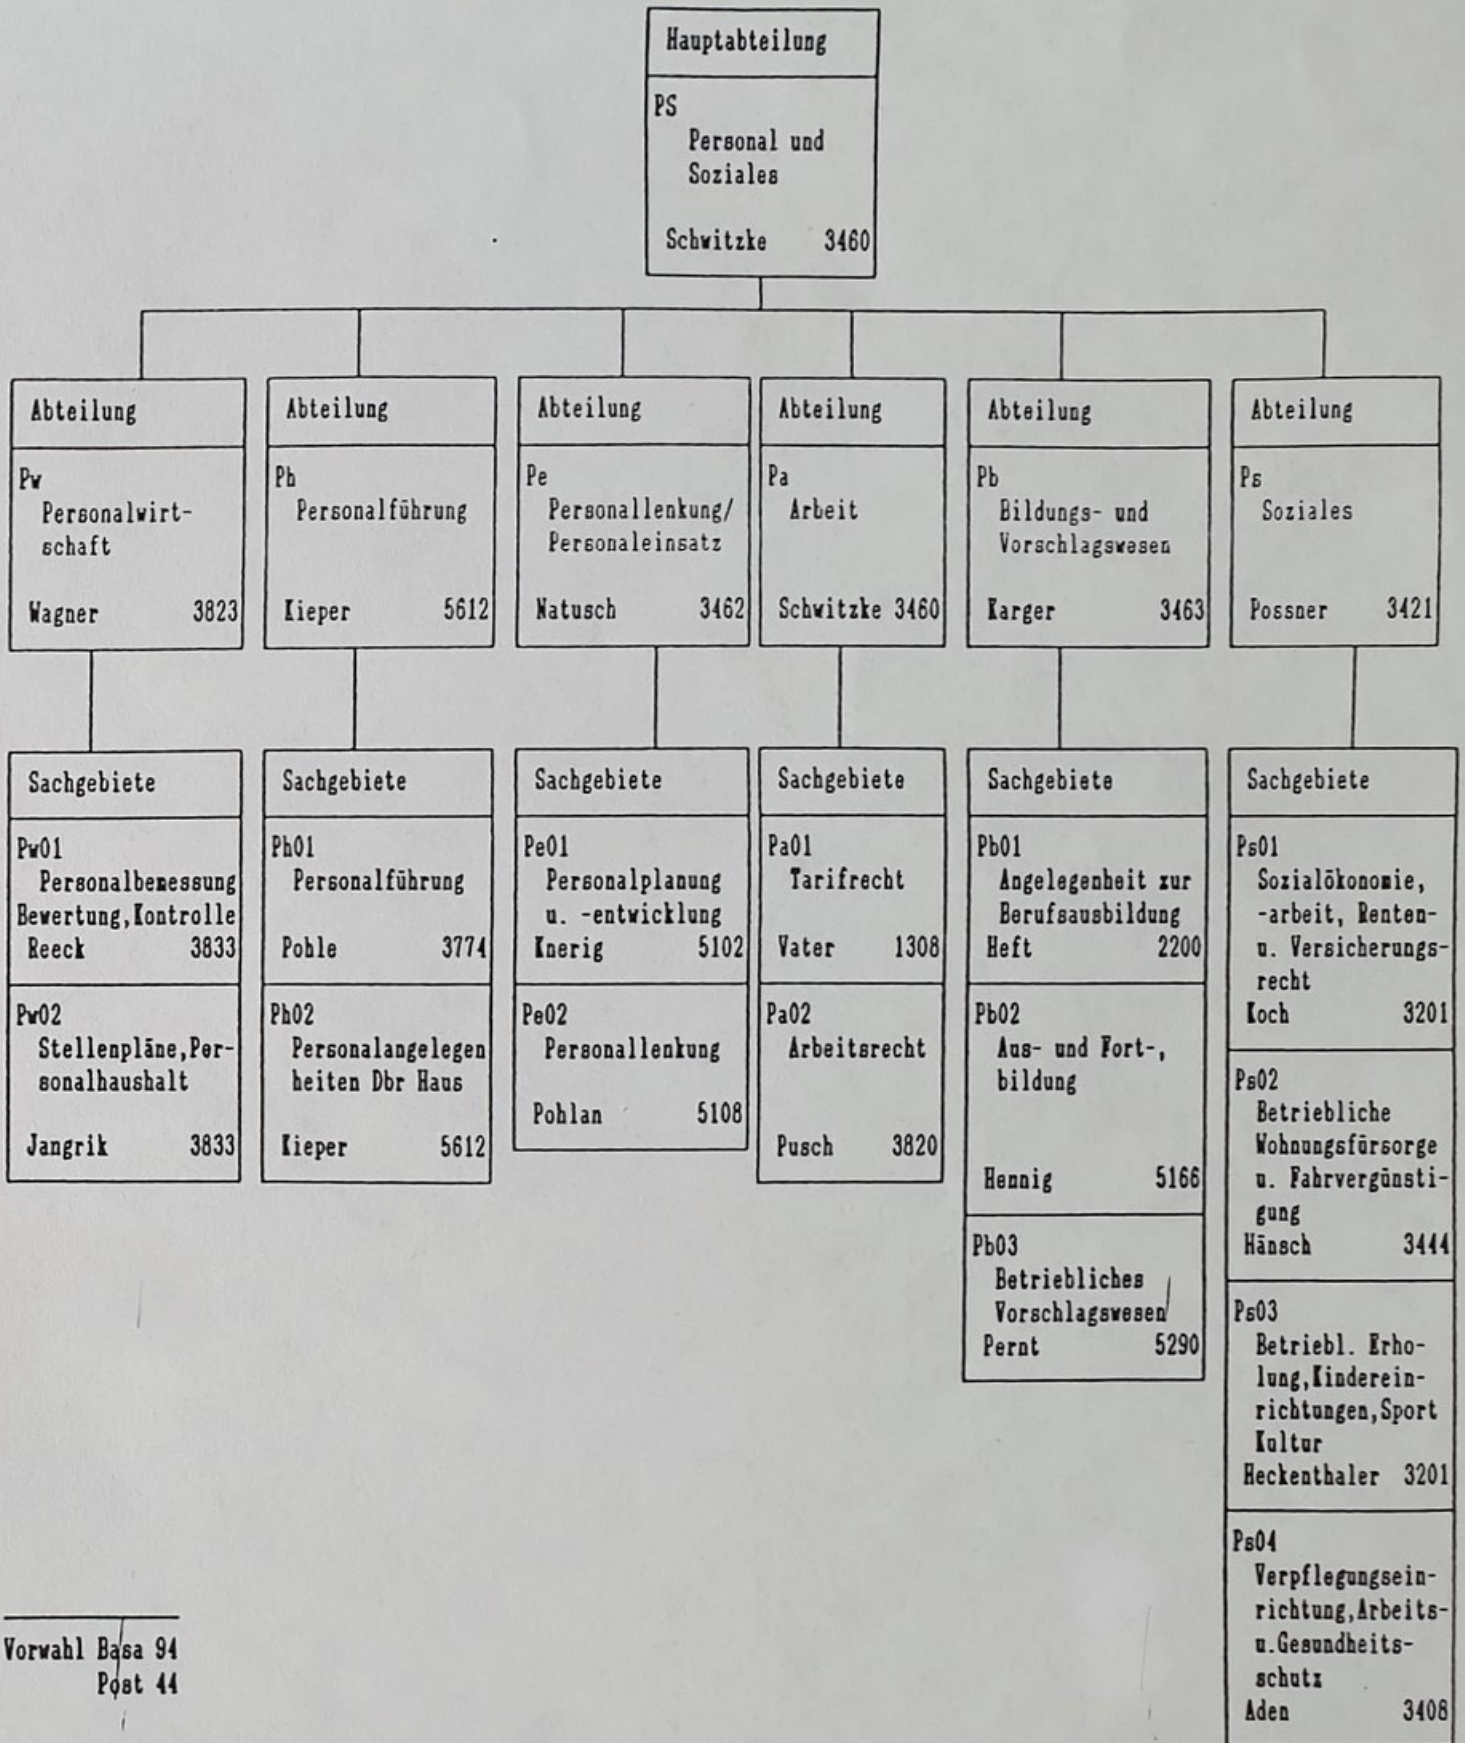 Hauptabteilung
PS
Personal und
Soziales
Schwitzke 3460
Abteilung
Pw
Personalwirt-
schaft
Wagner 3823
Abteilung
Ph
Personalführung
Kieper 5612
Abteilung
Pe
Personallenkung/
Personaleinsatz
Natusch 3462
Abteilung
Pa
Arbeit
Schwitzke 3460
Abteilung
Pb
Bildungs- und
Vorschlagswesen
Karger 3463
Abteilung
Ps
Soziales
Possner 3421
Sachgebiete
Pw01
Personalbemessung
Bewertung,Kontrolle
Reeck 3833
Pw02
Stellenpläne,Per-
sonalhaushalt
Jangrik 3833
Sachgebiete
Ph01
Personalführung
Pohle 3774
Ph02
Personalangelegen
heiten Dbr Haus
Kieper 5612
Sachgebiete
Pe01
Personalplanung
u. -entwicklung
Knerig 5102
Pe02
Personallenkung
Pohlan 5108
Sachgebiete
Pa01
Tarifrecht
Vater 1308
Pa02
Arbeitsrecht
Pusch 3820
Sachgebiete
Pb01
Angelegenheit zur
Berufsausbildung
Heft 2200
Pb02
Aus- und Fort-,
bildung
Hennig 5166
Pb03
Betriebliches
Vorschlagswesen
Pernt 5290
Sachgebiete
Ps01
Sozialökonomie,
-arbeit, Renten-
u. Versicherungs-
recht
Koch 3201
Ps02
Betriebliche
Wohnungsfürsorge
u. Fahrvergünsti-
gung
Hänsch 3444
Ps03
Betriebl. Erho-
lung,Kinderein-
richtungen,Sport
Kultur
Heckenthaler 3201
Ps04
Verpflegungsein-
richtung,Arbeits-
u.Gesundheits-
schutz
Aden 3408
Vorwahl Basa 94
Post 44